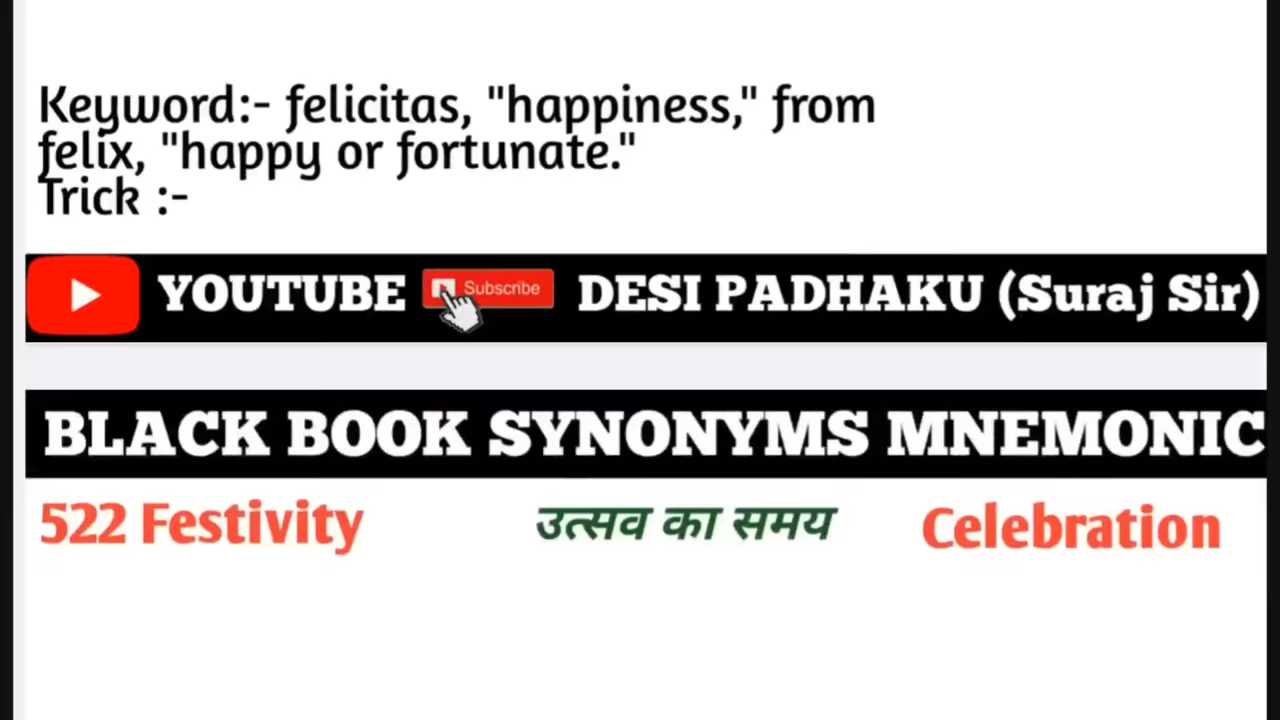 Keyword:- felicitas, "happiness," from
felix, "happy or fortunate."
Trick :-
YOUTUBE Subscribe DESI PADHAKU (Suraj Sir)
BLACK BOOK SYNONYMS MNEMONIC
522 Festivity उत्सव का समय Celebration